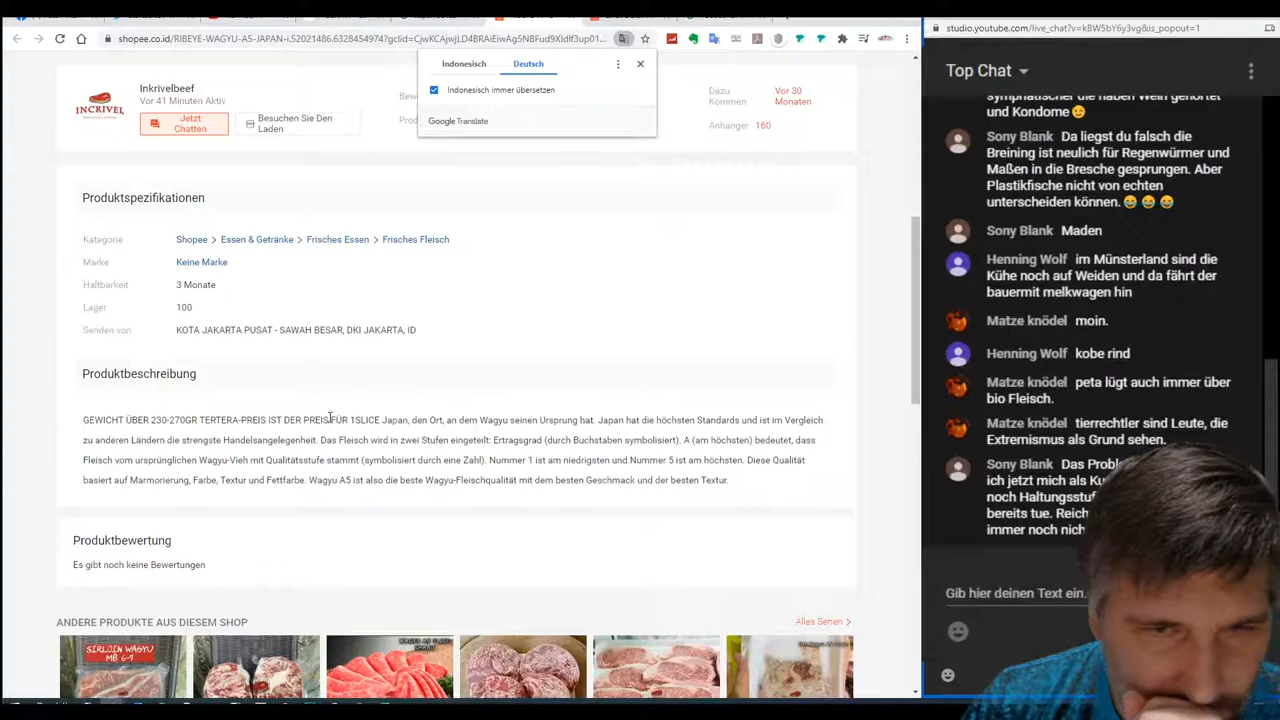 shopee.co.id/RIBEYE-WAGYU-A5-JAPAN-i.52021486.6328454974?gclid=
studio.youtube.com/live_chat?v=kBW5bY6y3vg&is_popout=1
Indonesisch
Deutsch
Indonesisch immer übersetzen
Google Translate
INCRIVEL
Inkrivelbeef
Vor 41 Minuten Aktiv
Jetzt
Chatten
Besuchen Sie Den
Laden
Dazu
Kommen
Vor 30
Monaten
Anhänger
160
Produktspezifikationen
Kategorie
Shopee > Essen & Getränke > Frisches Essen > Frisches Fleisch
Marke
Keine Marke
Haltbarkeit
3 Monate
Lager
100
Senden von:
KOTA JAKARTA PUSAT - SAWAH BESAR, DKI JAKARTA, ID
Produktbeschreibung
GEWICHT ÜBER 230-270GR TERTERA-PREIS IST DER PREIS FÜR 1SLICE Japan, den Ort, an dem Wagyu seinen Ursprung hat. Japan hat die höchsten Standards und ist im Vergleich
zu anderen Ländern die strengste Handelsangelegenheit. Das Fleisch wird in zwei Stufen eingeteilt: Ertragsgrad (durch Buchstaben symbolisiert). A (am höchsten) bedeutet, dass
Fleisch vom ursprünglichen Wagyu-Vieh mit Qualitätsstufe stammt (symbolisiert durch eine Zahl). Nummer 1 ist am niedrigsten und Nummer 5 ist am höchsten. Diese Qualität
basiert auf Marmorierung, Farbe, Textur und Fettfarbe. Wagyu A5 ist also die beste Wagyu-Fleischqualität mit dem besten Geschmack und der besten Textur.
Produktbewertung
Es gibt noch keine Bewertungen
ANDERE PRODUKTE AUS DIESEM SHOP
Alles Sehen >
SIRLOIN WAGYU
MB 6-7
Top Chat
sympathischer die haben Wein gehortet
und Kondome
Sony Blank Da liegst du falsch die
Breining ist neulich für Regenwürmer und
Maßen in die Bresche gesprungen. Aber
Plastikfische nicht von echten
unterscheiden können.
Sony Blank Maden
Henning Wolf im Münsterland sind die
Kühe noch auf Weiden und da fährt der
bauermit melkwagen hin
Matze knödel moin.
Henning Wolf kobe rind
Matze knödel peta lügt auch immer über
bio Fleisch.
Matze knödel tierrechtler sind Leute, die
Extremismus als Grund sehen.
Sony Blank Das
ich jetzt mich als
noch
bereits tue.
immer noch
Gib hier deinen Text ein...